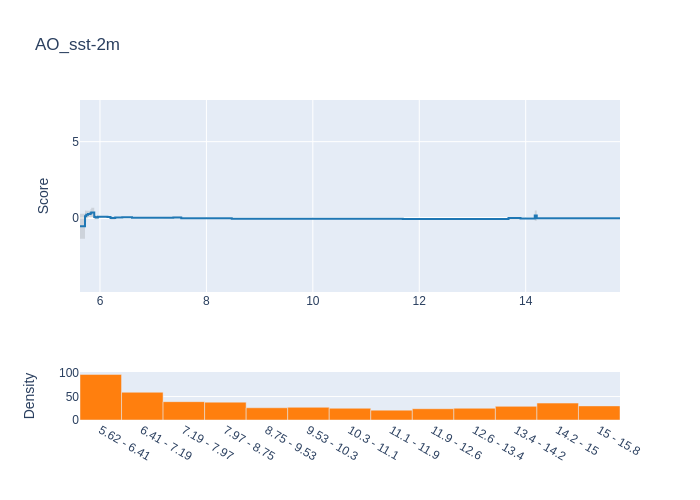 AO_sst-2m
Score
5
0
6
8
10
12
14
Density
100
50
0
5.62 - 6.41
6.41 - 7.19
7.19 - 7.97
7.97 - 8.75
8.75 - 9.53
9.53 - 10.3
10.3 - 11.1
11.1 - 11.9
11.9 - 12.6
12.6 - 13.4
13.4 - 14.2
14.2 - 15
15 - 15.8